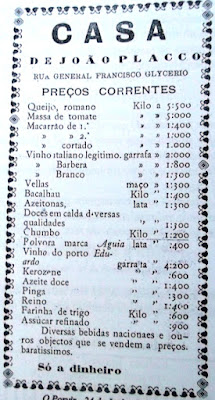 CASA
DE JOÃO PLACCO
RUA GENERAL FRANCISCO GLYCERIO
PREÇOS CORRENTES
Queijo, romano Kilo a 5:500
Massa de tomate » » 5:000
Macarrão de 1.ª » » 1:400
» » 2.ª » » 1:000
» cortado » » 1:000
Vinho italiano legitimo. garrafa » 2:000
» Barbera » » 1:800
» Branco » » 1:300
Vellas maço » 1:300
Bacalhau Kilo " 1:400
Azeitonas, lata " 1:300
Doces em calda diversas
qualidades " " 1:300
Chumbo Kilo " 1:200
Polvora marca Aguia lata " :400
Vinho do porto Edu-
ardo garrafa " 4:200
Kerozene " " :600
Azeite doce " " 1:400
Pinga " " :300
Reino " " 1:400
Farinha de trigo Kilo " :600
Assucar refinado " " :900
Diversas bebidas nacionaes e ou-
ros objectos que se vendem a preços
baratissimos.
Só a dinheiro
O Povo